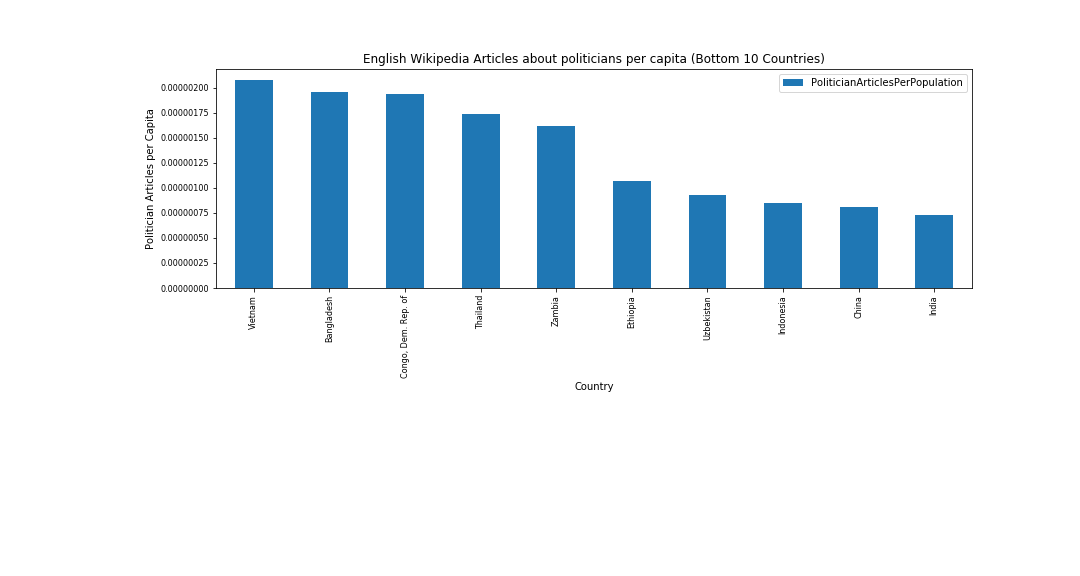 English Wikipedia Articles about politicians per capita (Bottom 10 Countries)
PoliticianArticlesPerPopulation
Politician Articles per Capita
0.00000200
0.00000175
0.00000150
0.00000125
0.00000100
0.00000075
0.00000050
0.00000025
0.00000000
Vietnam
Bangladesh
Congo, Dem. Rep. of
Thailand
Zambia
Ethiopia
Uzbekistan
Indonesia
China
India
Country